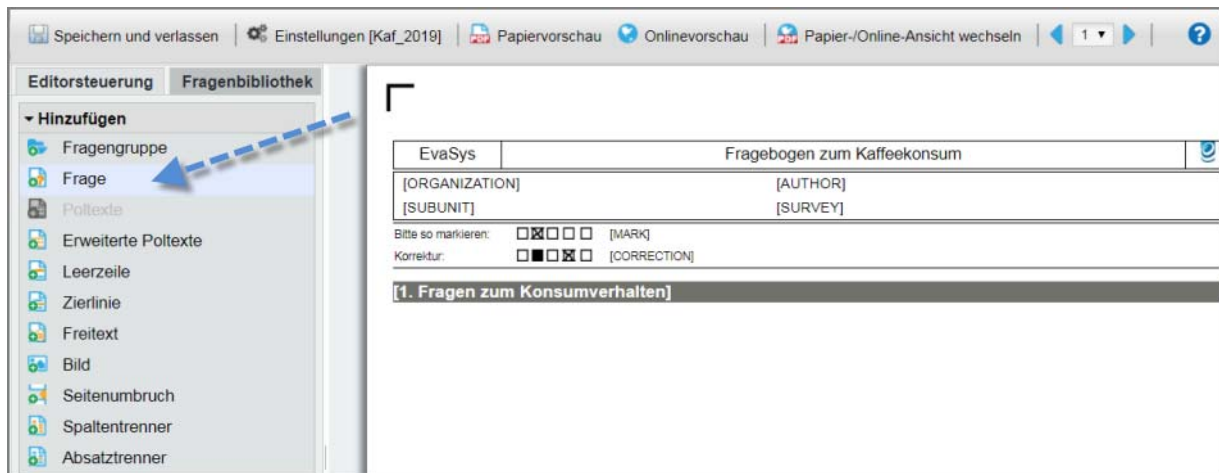 Speichern und verlassen Einstellungen [Kaf_2019] Papiervorschau Onlinevorschau Papier-/Online-Ansicht wechseln 1 ?
Editorsteuerung Fragenbibliothek
Hinzufügen
Fragengruppe
Frage
Poltexte
Erweiterte Poltexte
Leerzeile
Zierlinie
Freitext
Bild
Seitenumbruch
Spaltentrenner
Absatztrenner
EvaSys Fragebogen zum Kaffeekonsum
[ORGANIZATION] [AUTHOR]
[SUBUNIT] [SURVEY]
Bitte so markieren: [MARK]
Korrektur: [CORRECTION]
[1. Fragen zum Konsumverhalten]